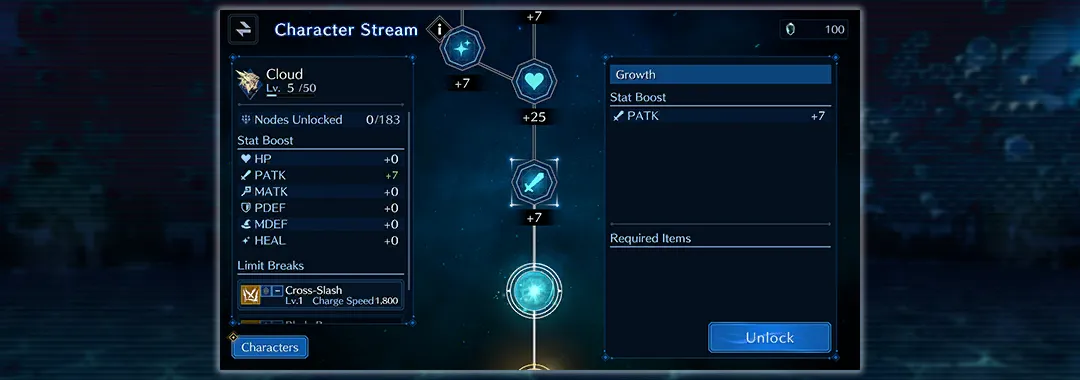 Character Stream
i
+7
100
Cloud
Lv. 5 /50
Nodes Unlocked 0/183
Stat Boost
HP +0
PATK +7
MATK +0
PDEF +0
MDEF +0
HEAL +0
Limit Breaks
Cross-Slash
Lv.1 Charge Speed 1,800
Characters
+7
+25
+7
Growth
Stat Boost
PATK +7
Required Items
Unlock